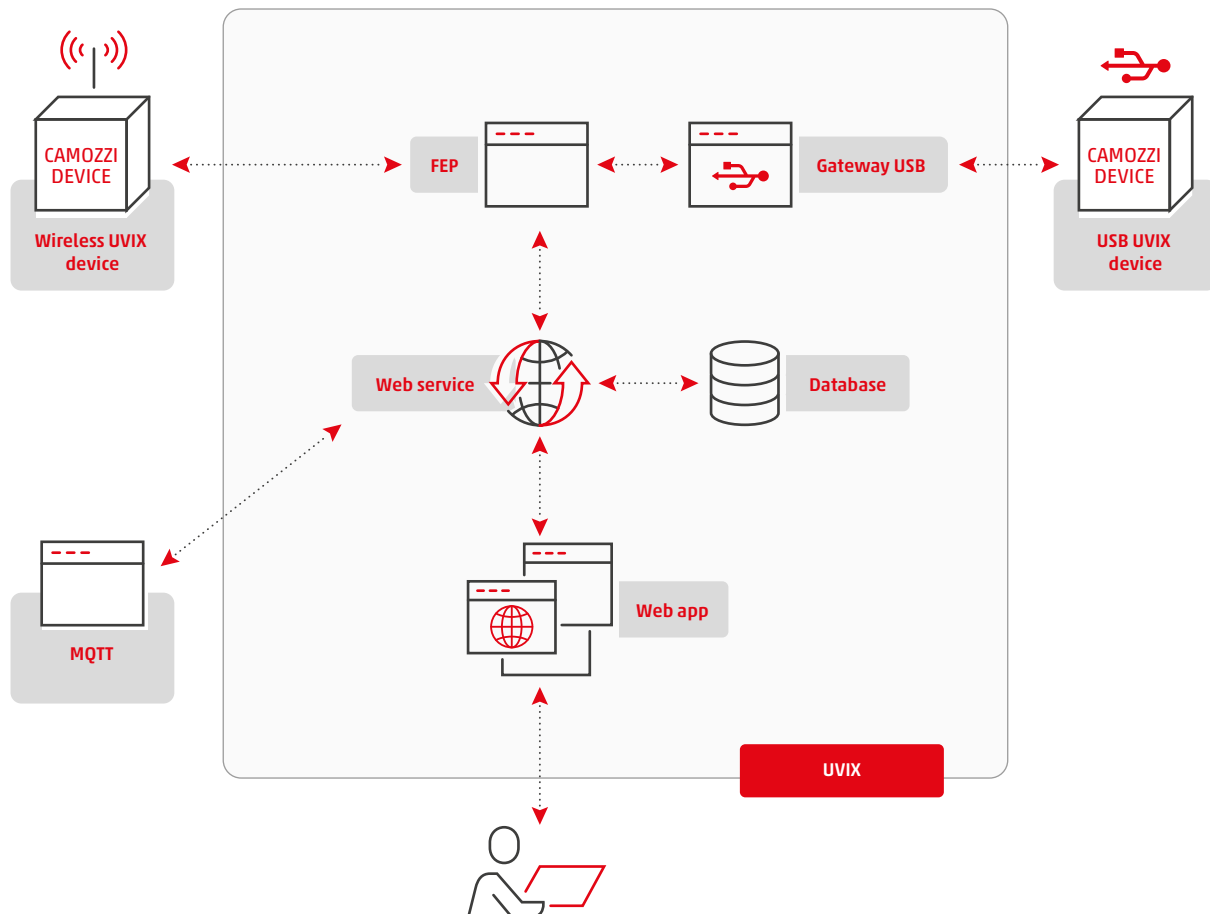 CAMOZZI
DEVICE
Wireless UVIX
device
FEP
Gateway USB
CAMOZZI
DEVICE
USB UVIX
device
Web service
Database
MQTT
Web app
UVIX